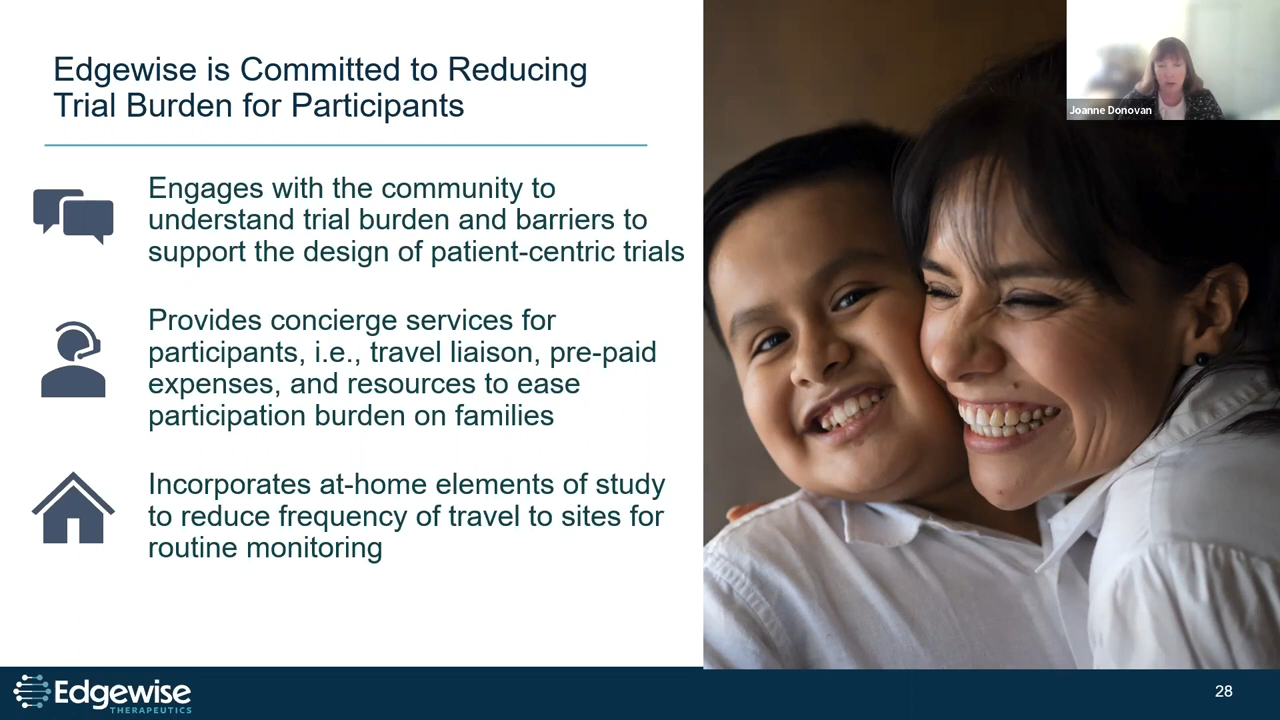 Edgewise is Committed to Reducing
Trial Burden for Participants
Engages with the community to
understand trial burden and barriers to
support the design of patient-centric trials
Provides concierge services for
participants, i.e., travel liaison, pre-paid
expenses, and resources to ease
participation burden on families
Incorporates at-home elements of study
to reduce frequency of travel to sites for
routine monitoring
Joanne Donovan
Edgewise
THERAPEUTICS
28